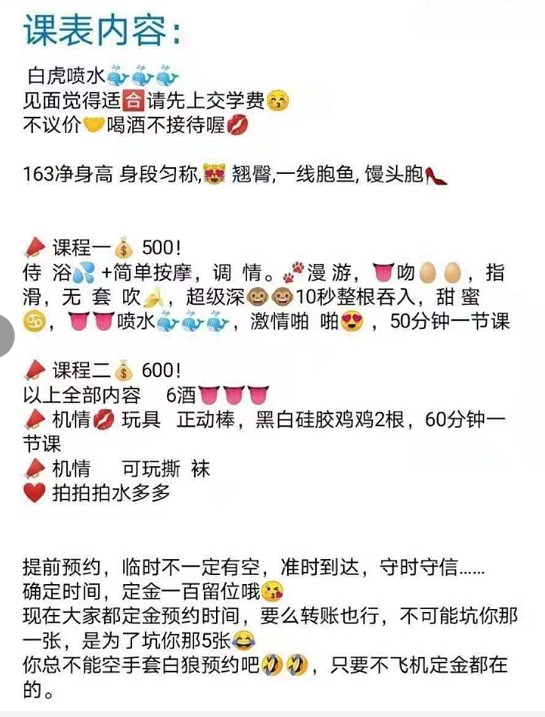 课表内容：
白虎喷水🐳🐳🐳
见面觉得适🈴请先上交学费😚
不议价🤝喝酒不接待喔💋
163净身高 身段匀称,😻 翘臀,一线胞鱼, 馒头胞👠
📣 课程一💰 500!
侍 浴💦 +简单按摩，调 情。🐾漫 游，👅吻🥚🥚，指
滑，无 套 吹🍌，超级深🐵🐵10秒整根吞入，甜 蜜
♋，👅👅喷水🐳🐳🐳，激情啪 啪😍，50分钟一节课
📣 课程二💰 600!
以上全部内容 6酒👅👅👅
📣 机情💋 玩具 正动棒，黑白硅胶鸡鸡2根，60分钟一
节课
📣 机情 可玩撕 袜
❤️ 拍拍拍水多多
提前预约，临时不一定有空，准时到达，守时守信……
确定时间，定金一百留位哦😘
现在大家都定金预约时间，要么转账也行，不可能坑你那
一张，是为了坑你那5张😂
你总不能空手套白狼预约吧🤣🤣，只要不飞机定金都在
的。